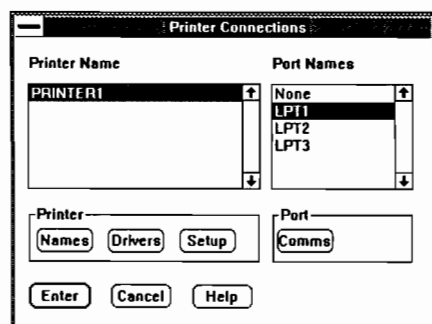 Printer Connections
Printer Name
Port Names
PRINTER1
None
LPT1
LPT2
LPT3
Printer
Names Drivers Setup
Port
Comms
Enter Cancel Help